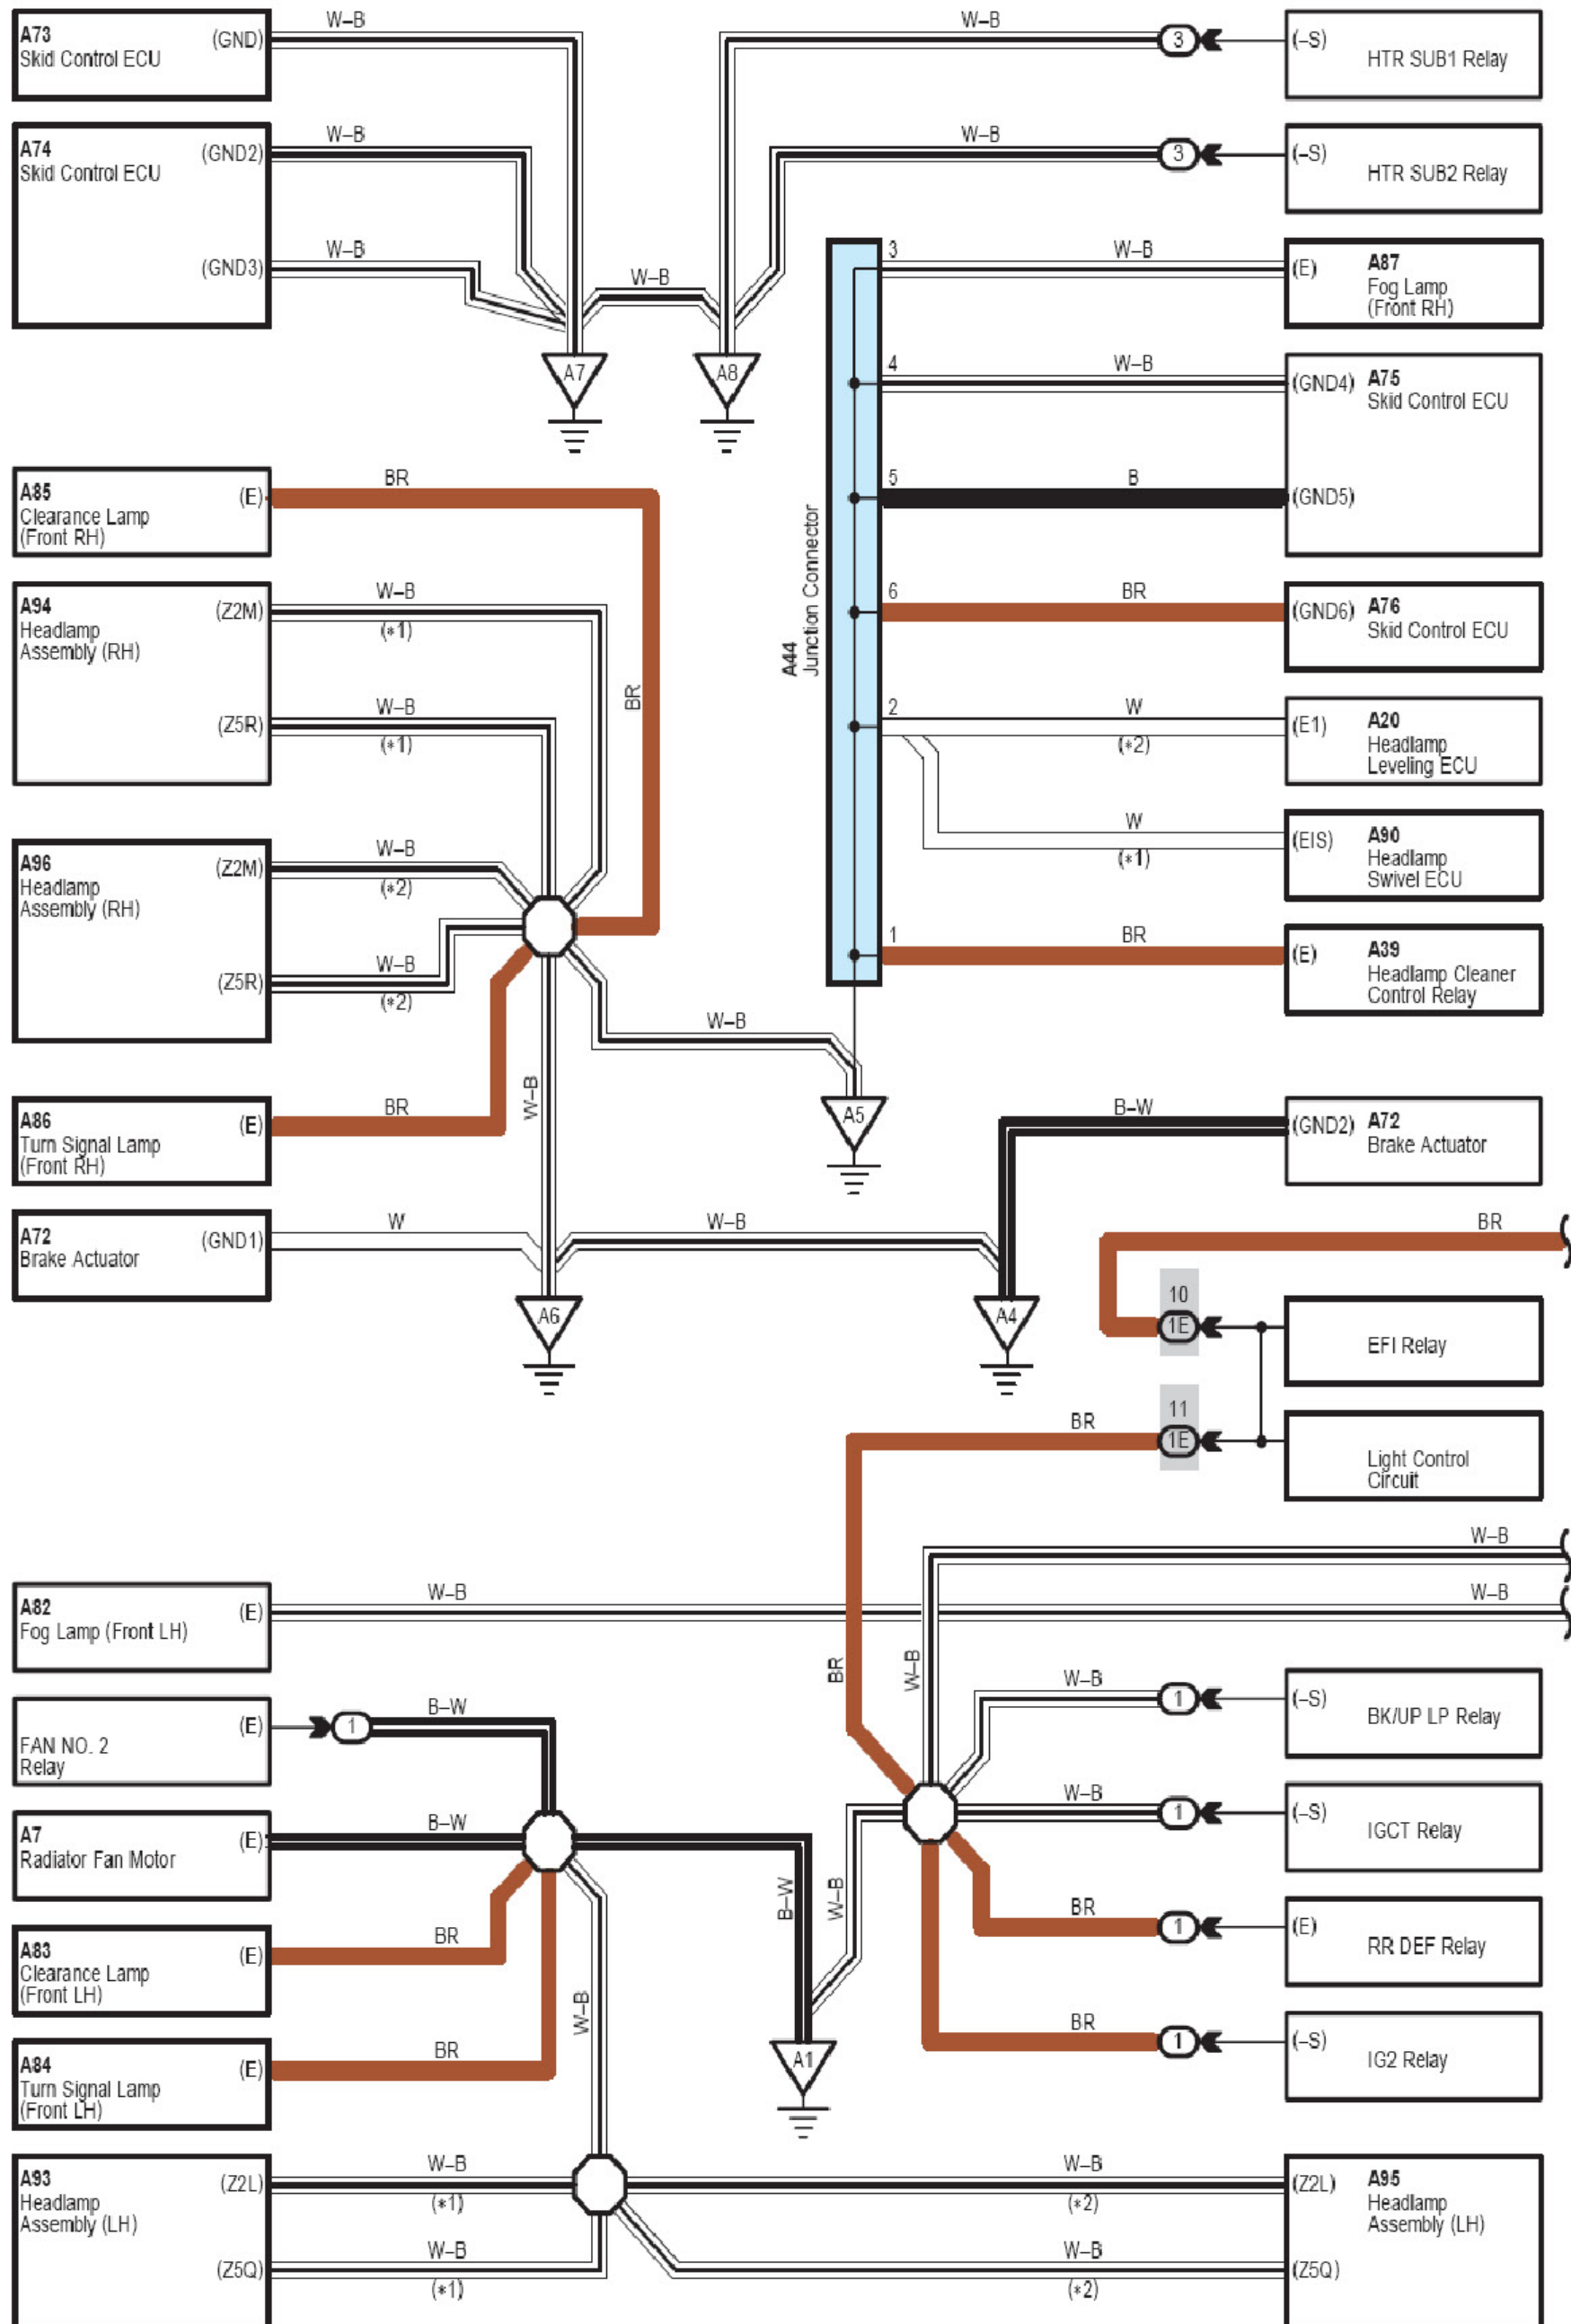 W–B
W–B
A73
Skid Control ECU
(GND)
3
(–S)
HTR SUB1 Relay
W–B
W–B
A74
Skid Control ECU
(GND2)
3
(–S)
HTR SUB2 Relay
W–B
(GND3)
W–B
3
W–B
(E)
A87
Fog Lamp
(Front RH)
A7
A8
4
W–B
(GND4)
A75
Skid Control ECU
5
B
(GND5)
A85
Clearance Lamp
(Front RH)
(E)
BR
A44
Junction Connector
6
BR
(GND6)
A76
Skid Control ECU
A94
Headlamp
Assembly (RH)
(Z2M)
W–B
(*1)
BR
(Z5R)
W–B
(*1)
2
W
(*2)
(E1)
A20
Headlamp
Leveling ECU
W
(*1)
(EIS)
A90
Headlamp
Swivel ECU
A96
Headlamp
Assembly (RH)
(Z2M)
W–B
(*2)
(Z5R)
W–B
(*2)
1
BR
(E)
A39
Headlamp Cleaner
Control Relay
W–B
W–B
A5
A86
Turn Signal Lamp
(Front RH)
(E)
BR
B–W
(GND2)
A72
Brake Actuator
A72
Brake Actuator
(GND1)
W
W–B
BR
A6
A4
10
1E
EFI Relay
11
1E
BR
Light Control
Circuit
W–B
A82
Fog Lamp (Front LH)
(E)
W–B
W–B
BR
W–B
W–B
1
(–S)
BK/UP LP Relay
FAN NO. 2
Relay
(E)
1
B–W
W–B
1
(–S)
IGCT Relay
A7
Radiator Fan Motor
(E)
B–W
B–W
W–B
BR
1
(E)
RR DEF Relay
A83
Clearance Lamp
(Front LH)
(E)
BR
W–B
BR
1
(–S)
IG2 Relay
A84
Turn Signal Lamp
(Front LH)
(E)
BR
A1
A93
Headlamp
Assembly (LH)
(Z2L)
W–B
(*1)
W–B
(*2)
(Z2L)
A95
Headlamp
Assembly (LH)
(Z5Q)
W–B
(*1)
W–B
(*2)
(Z5Q)